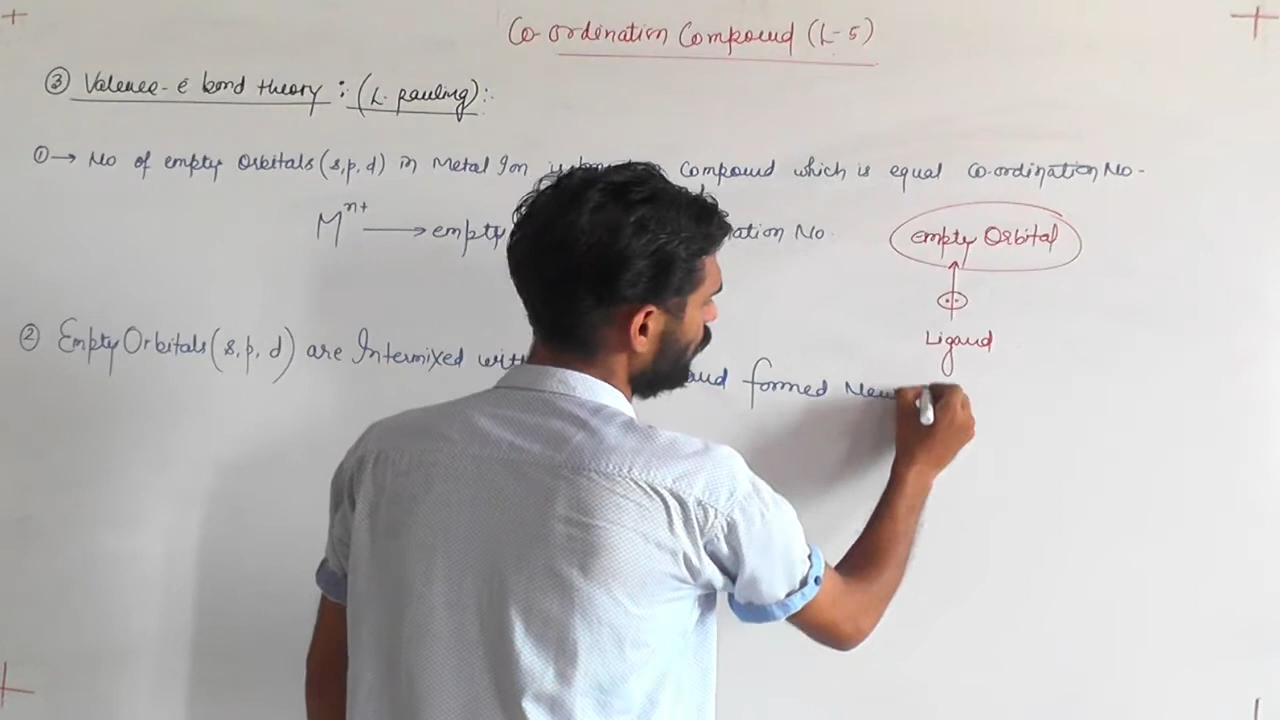 Co-ordination Compound (L-5)
③ Valence-e bond theory : (L. pauling):-
①→ No of empty Orbitals (s,p,d) in Metal Ion Compound which is equal Co-ordination No-
Mⁿ⁺ → empty ation No.
empty Orbital
Ligand
② Empty Orbitals (s, p, d) are Intermixed with formed New